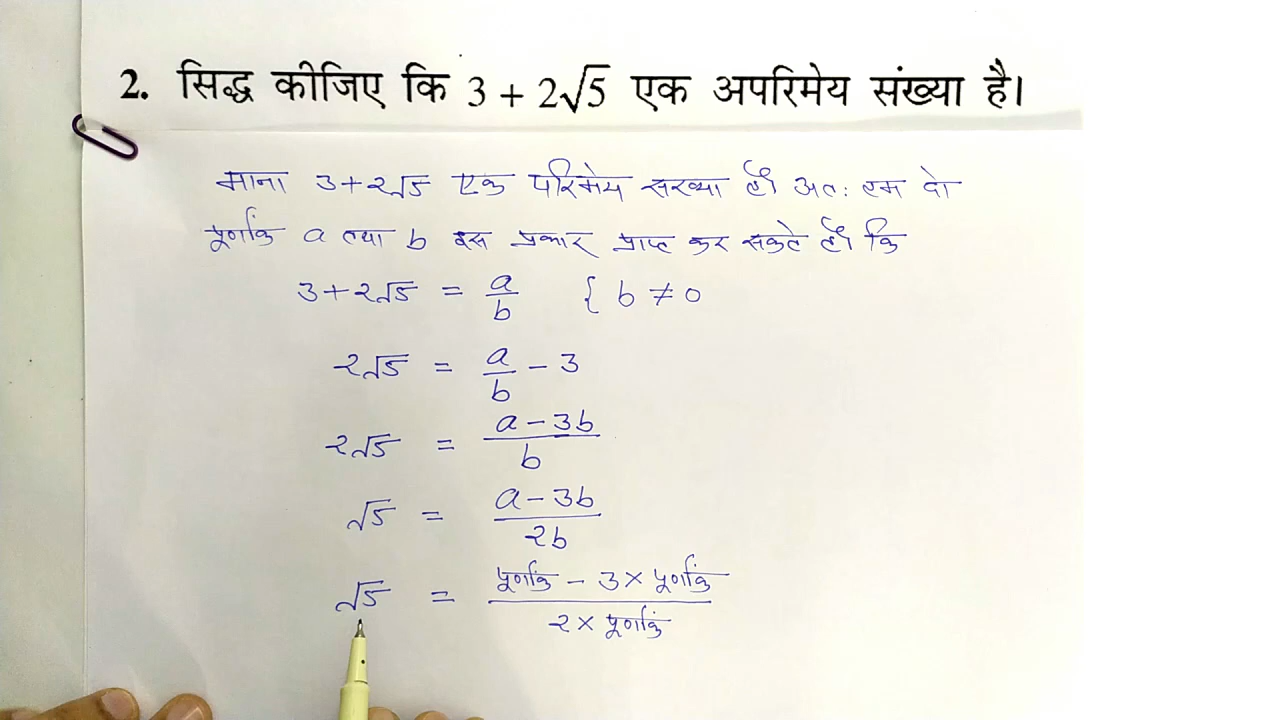 2. सिद्ध कीजिए कि 3 + 2√5 एक अपरिमेय संख्या है।
माना 3+2√5 एक परिमेय संख्या है। अतः हम दो
पूर्णांक a तथा b इस प्रकार प्राप्त कर सकते हैं। कि
3+2√5 = a/b { b ≠ 0
2√5 = a/b - 3
2√5 = (a-3b)/b
√5 = (a-3b)/2b
√5 = (पूर्णांक - 3× पूर्णांक)/(2× पूर्णांक)